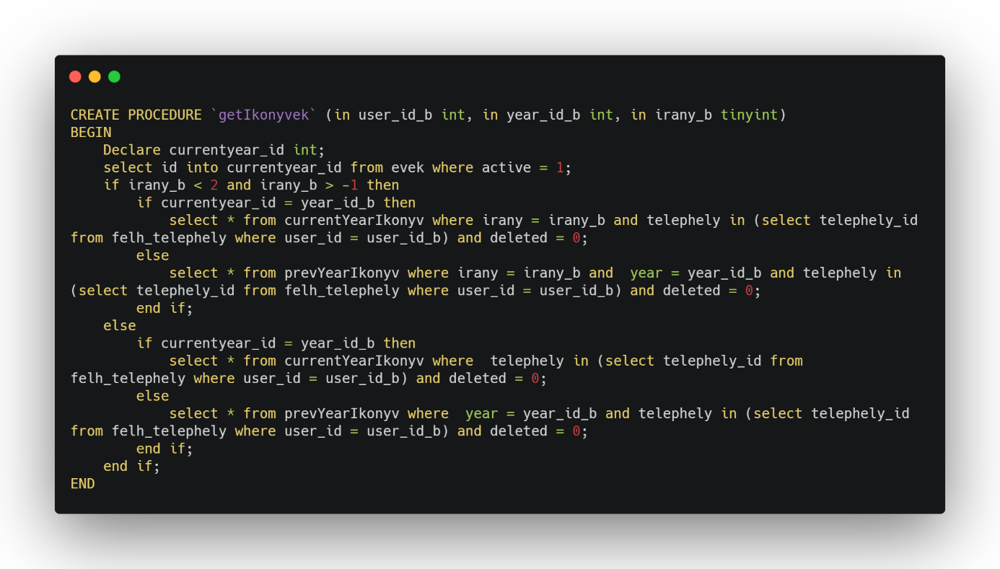 CREATE PROCEDURE `getIkonyvek` (in user_id_b int, in year_id_b int, in irany_b tinyint)
BEGIN
    Declare currentyear_id int;
    select id into currentyear_id from evek where active = 1;
    if irany_b < 2 and irany_b > -1 then
        if currentyear_id = year_id_b then
            select * from currentYearIkonyv where irany = irany_b and telephely in (select telephely_id
from felh_telephely where user_id = user_id_b) and deleted = 0;
        else
            select * from prevYearIkonyv where irany = irany_b and  year = year_id_b and telephely in
(select telephely_id from felh_telephely where user_id = user_id_b) and deleted = 0;
        end if;
    else
        if currentyear_id = year_id_b then
            select * from currentYearIkonyv where  telephely in (select telephely_id from
felh_telephely where user_id = user_id_b) and deleted = 0;
        else
            select * from prevYearIkonyv where  year = year_id_b and telephely in (select telephely_id
from felh_telephely where user_id = user_id_b) and deleted = 0;
        end if;
    end if;
END